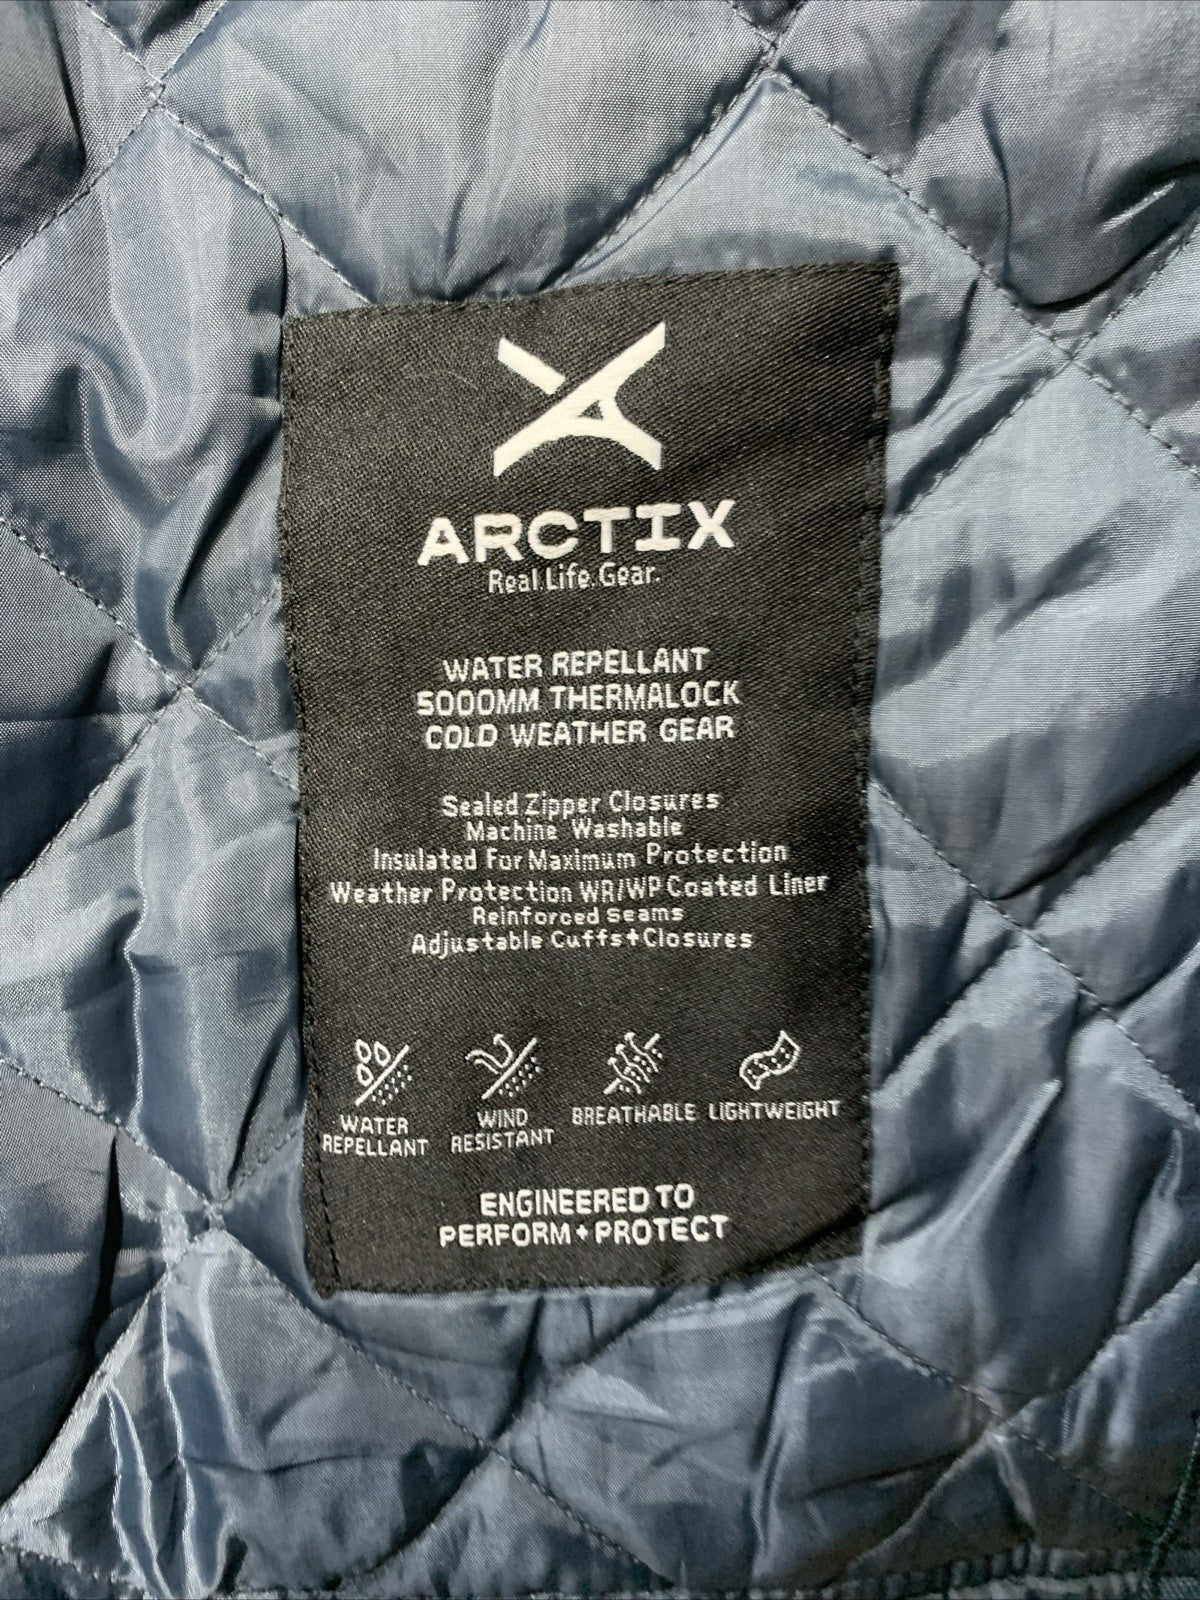 ARCTIX
Real.Life.Gear.
WATER REPELLANT
5000MM THERMALOCK
COLD WEATHER GEAR
Sealed Zipper Closures
Machine Washable
Insulated For Maximum Protection
Weather Protection WR/WP Coated Liner
Reinforced Seams
Adjustable Cuffs+Closures
WATER
REPELLANT
WIND
RESISTANT
BREATHABLE
LIGHTWEIGHT
ENGINEERED TO
PERFORM+PROTECT